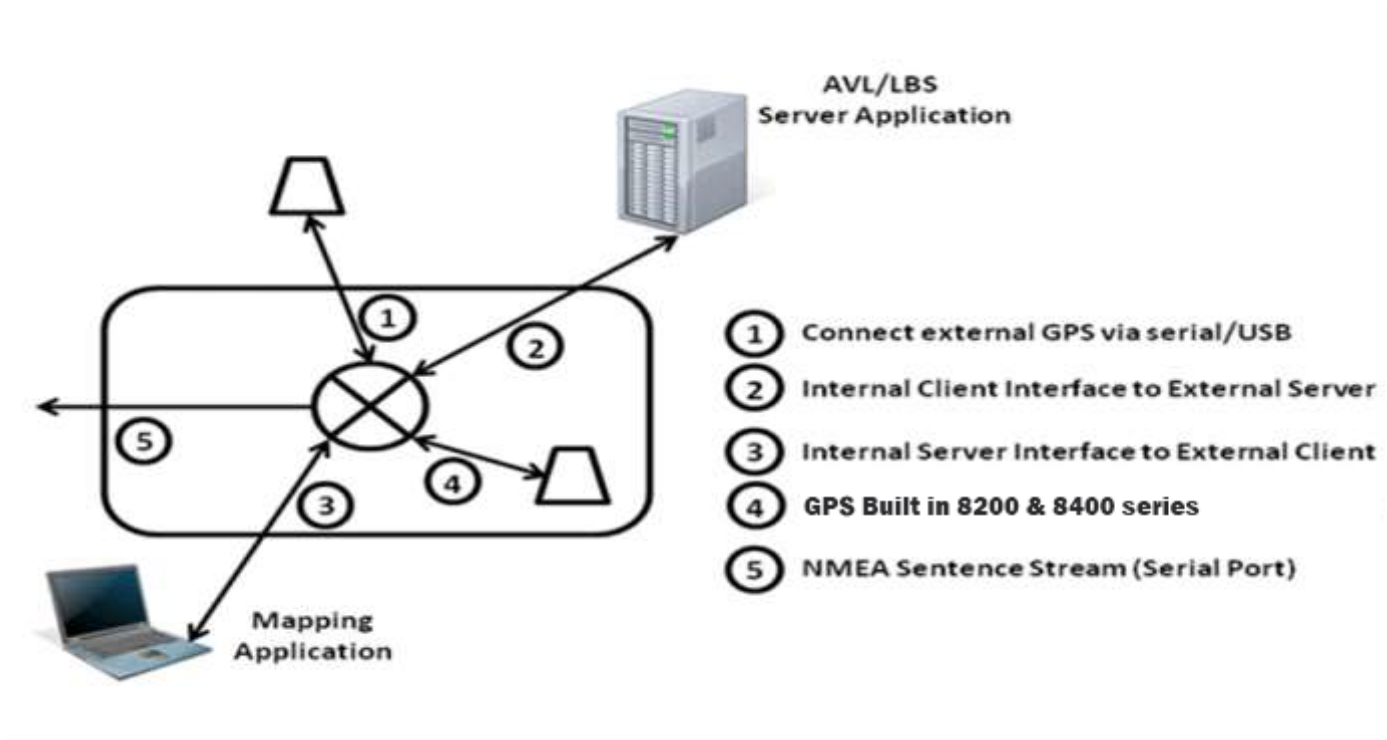 AVL/LBS
Server Application
1
2
5
4
3
Mapping
Application
1 Connect external GPS via serial/USB
2 Internal Client Interface to External Server
3 Internal Server Interface to External Client
4 GPS Built in 8200 & 8400 series
5 NMEA Sentence Stream (Serial Port)